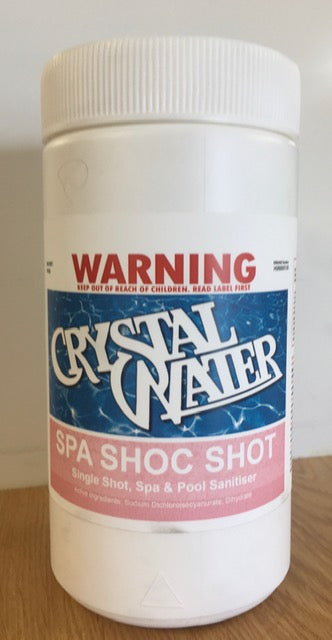 WARNING
KEEP OUT OF REACH OF CHILDREN. READ LABEL FIRST
CRYSTAL
WATER
SPA SHOC SHOT
Single Shot, Spa & Pool Sanitiser
Active Ingredients: Sodium Dichloroisocyanurate, Dihydrate